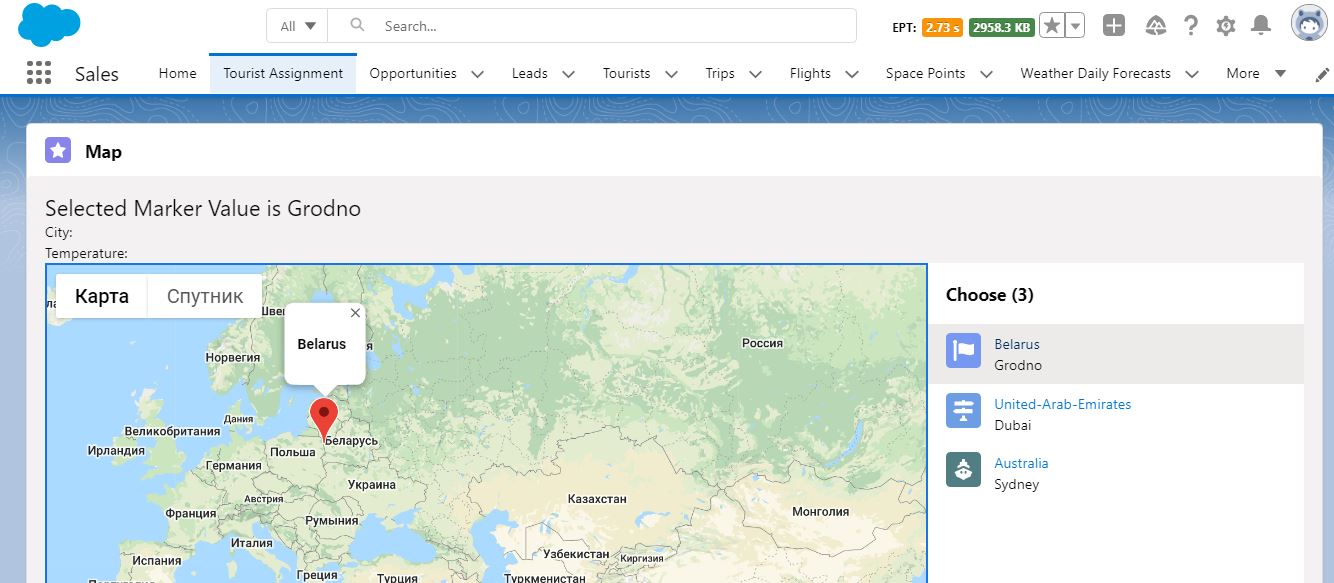 All
Search...
EPT: 2.73 s 2958.3 KB
Sales
Home Tourist Assignment Opportunities Leads Tourists Trips Flights Space Points Weather Daily Forecasts More
Map
Selected Marker Value is Grodno
City:
Temperature:
Карта Спутник
Choose (3)
Belarus
Grodno
United-Arab-Emirates
Dubai
Australia
Sydney
Belarus
Норвегия
Россия
Дания
Великобритания
Ирландия
Беларусь
Польша
Германия
Украина
Австрия
Казахстан
Франция
Румыния
Монголия
Италия
Испания
Узбекистан
Киргизия
Греция
Турция
Туркменистан